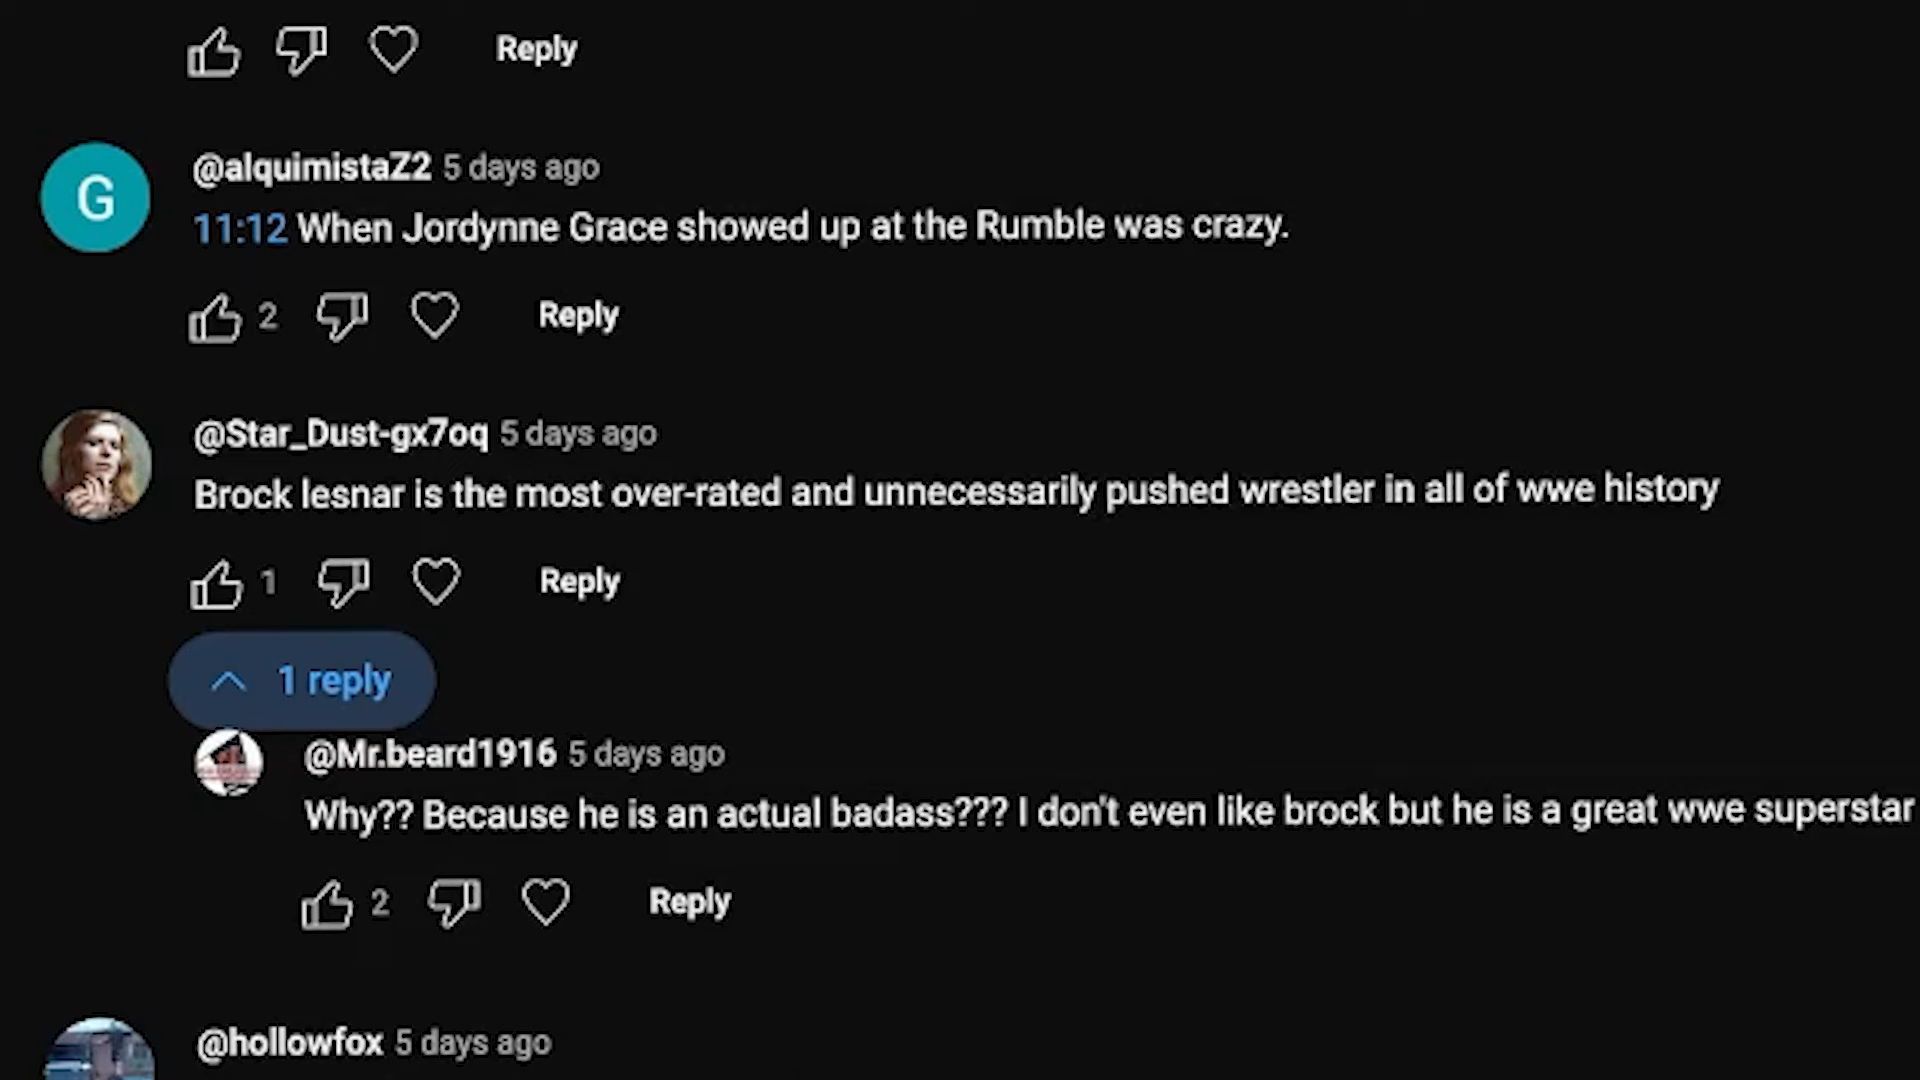 Reply
G
@alquimistaZ2 5 days ago
11:12 When Jordynne Grace showed up at the Rumble was crazy.
2 Reply
@Star_Dust-gx7oq 5 days ago
Brock lesnar is the most over-rated and unnecessarily pushed wrestler in all of wwe history
1 Reply
1 reply
@Mr.beard1916 5 days ago
Why?? Because he is an actual badass??? I don't even like brock but he is a great wwe superstar
2 Reply
@hollowfox 5 days ago